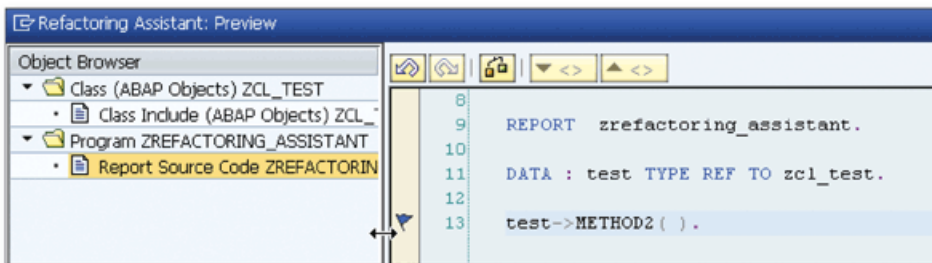 Refactoring Assistant: Preview
Object Browser
Class (ABAP Objects) ZCL_TEST
Class Include (ABAP Objects) ZCL_
Program ZREFACTORING_ASSISTANT
Report Source Code ZREFACTORIN
<>
<>
8
9 REPORT zrefactoring_assistant.
10
11 DATA : test TYPE REF TO zcl_test.
12
13 test->METHOD2( ).